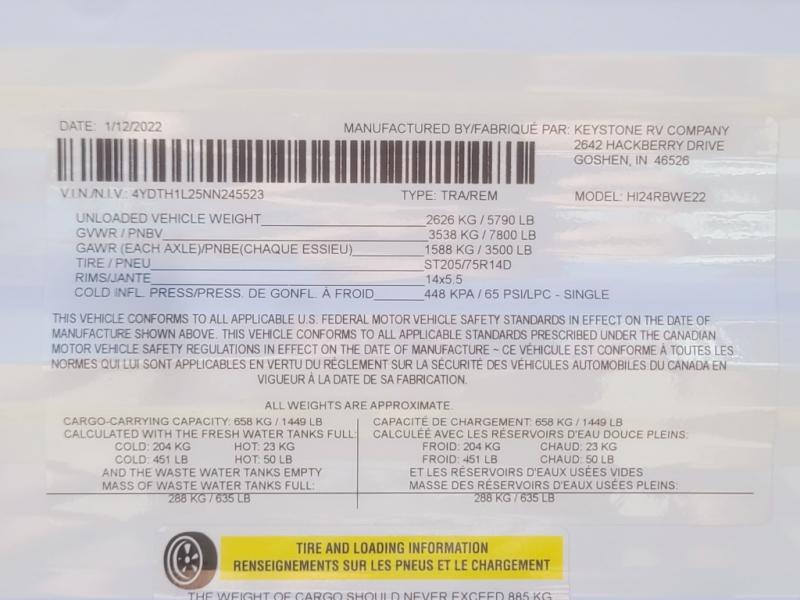 DATE: 1/12/2022
MANUFACTURED BY/FABRIQUÉ PAR: KEYSTONE RV COMPANY
2642 HACKBERRY DRIVE
GOSHEN, IN 46526
V.I.N./N.I.V.: 4YDTH1L25NN245523 TYPE: TRA/REM MODEL: HI24RBWE22
UNLOADED VEHICLE WEIGHT 2626 KG / 5790 LB
GVWR / PNBV 3538 KG / 7800 LB
GAWR (EACH AXLE)/PNBE(CHAQUE ESSIEU) 1588 KG / 3500 LB
TIRE / PNEU ST205/75R14D
RIMS/JANTE 14x5.5
COLD INFL. PRESS/PRESS. DE GONFL. À FROID 448 KPA / 65 PSI/LPC - SINGLE
THIS VEHICLE CONFORMS TO ALL APPLICABLE U.S. FEDERAL MOTOR VEHICLE SAFETY STANDARDS IN EFFECT ON THE DATE OF
MANUFACTURE SHOWN ABOVE. THIS VEHICLE CONFORMS TO ALL APPLICABLE STANDARDS PRESCRIBED UNDER THE CANADIAN
MOTOR VEHICLE SAFETY REGULATIONS IN EFFECT ON THE DATE OF MANUFACTURE ~ CE VÉHICULE EST CONFORME À TOUTES LES
NORMES QUI LUI SONT APPLICABLES EN VERTU DU RÈGLEMENT SUR LA SÉCURITÉ DES VÉHICULES AUTOMOBILES DU CANADA EN
VIGUEUR À LA DATE DE SA FABRICATION.
ALL WEIGHTS ARE APPROXIMATE.
CARGO-CARRYING CAPACITY: 658 KG / 1449 LB
CALCULATED WITH THE FRESH WATER TANKS FULL:
COLD: 204 KG HOT: 23 KG
COLD: 451 LB HOT: 50 LB
AND THE WASTE WATER TANKS EMPTY
MASS OF WASTE WATER TANKS FULL:
288 KG / 635 LB
CAPACITÉ DE CHARGEMENT: 658 KG / 1449 LB
CALCULÉE AVEC LES RÉSERVOIRS D'EAU DOUCE PLEINS:
FROID: 204 KG CHAUD: 23 KG
FROID: 451 LB CHAUD: 50 LB
ET LES RÉSERVOIRS D'EAU USÉES VIDES
MASSE DES RÉSERVOIRS D'EAU USÉES PLEINS:
288 KG / 635 LB
TIRE AND LOADING INFORMATION
RENSEIGNEMENTS SUR LES PNEUS ET LE CHARGEMENT
THE WEIGHT OF CARGO SHOULD NEVER EXCEED 885 KG